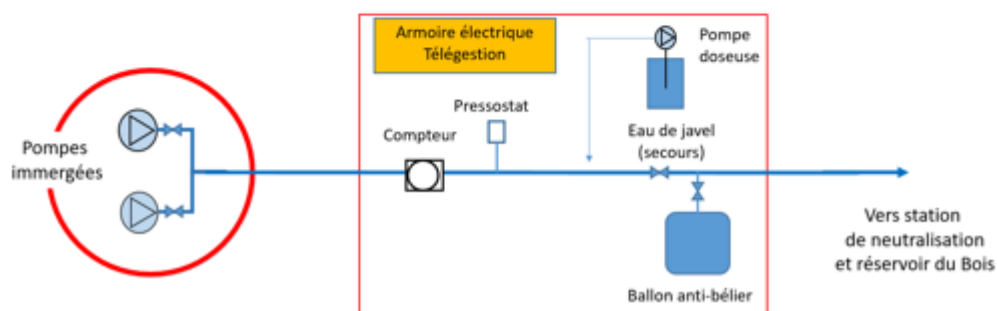 Armoire électrique
Télégestion
Pompe
doseuse
Pressostat
Compteur
Eau de javel
(secours)
Pompes
immergées
Vers station
de neutralisation
et réservoir du Bois
Ballon anti-bélier